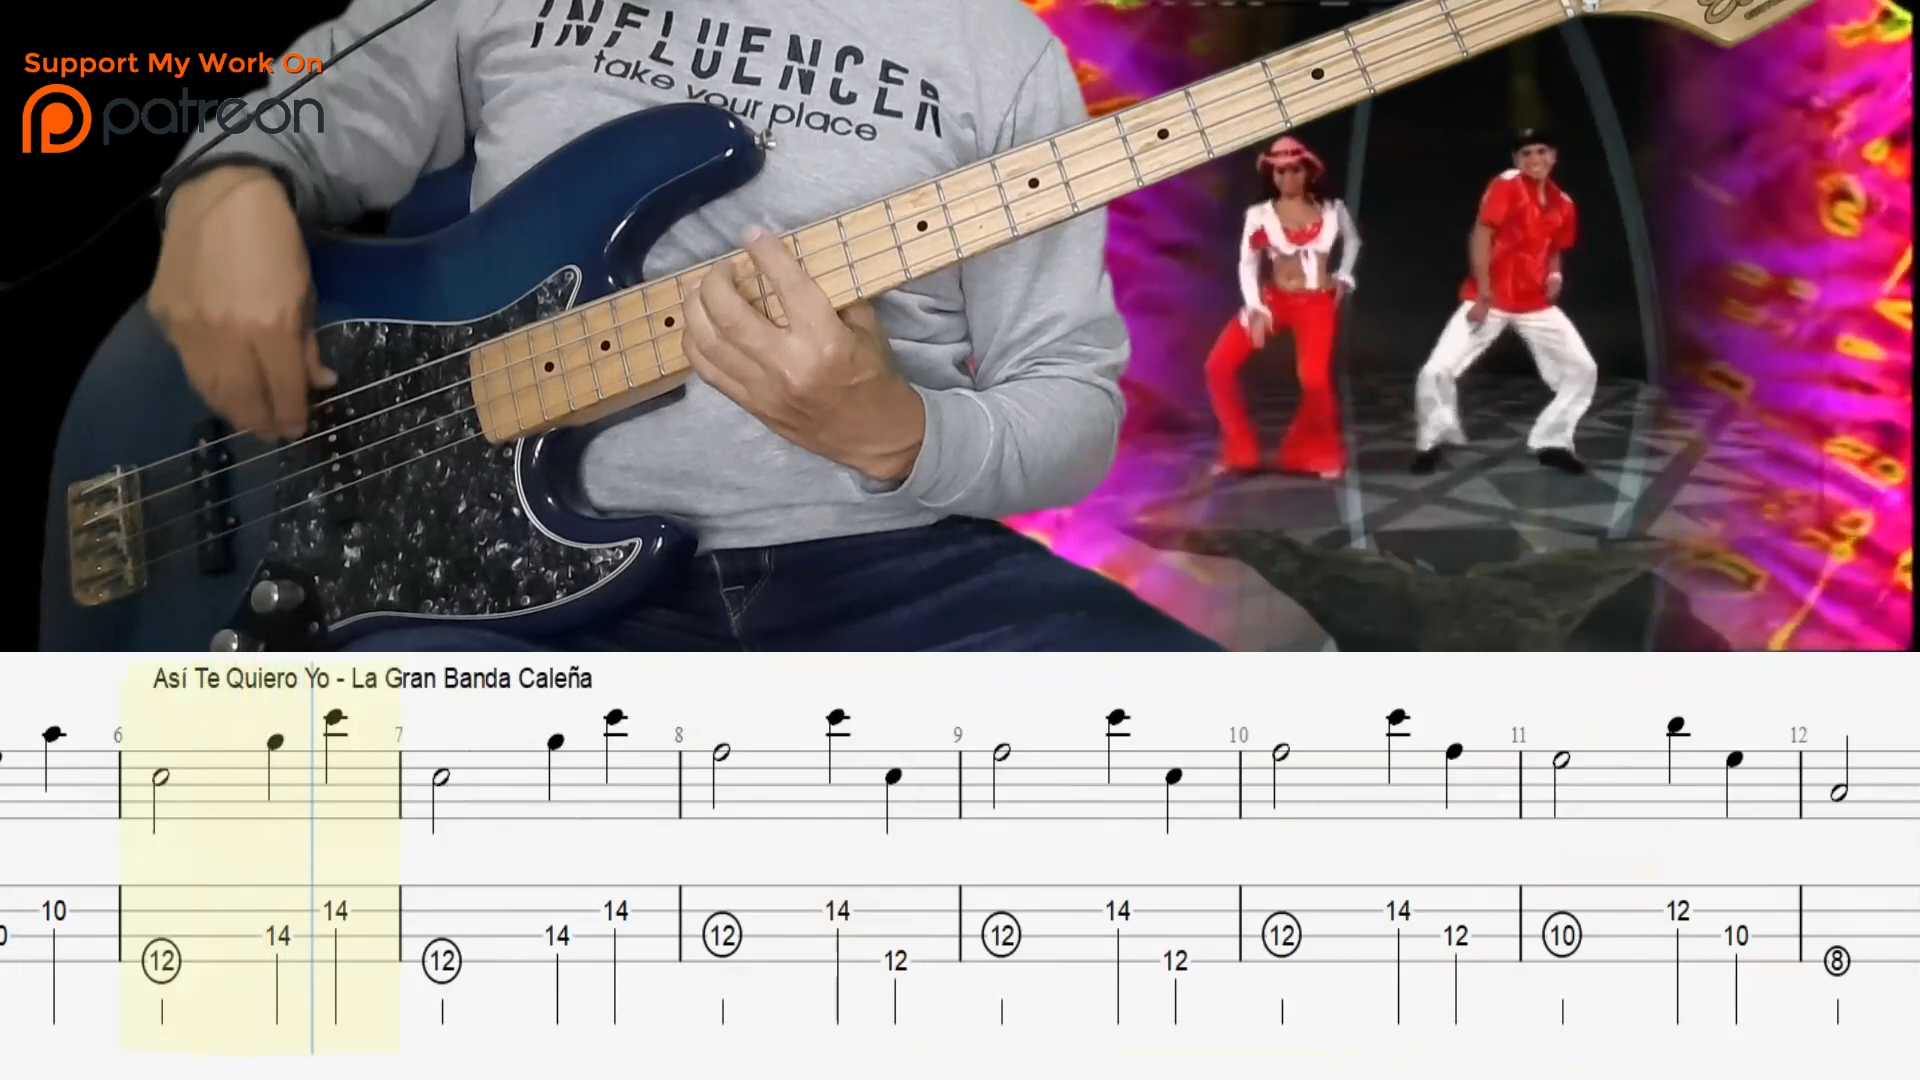 INFLUENCER
take your place
Support My Work On
patreon
Así Te Quiero Yo - La Gran Banda Caleña
6 7 8 9 10 11 12
10 14 14 14 14 14 12
14 14 12 12 12 12 10 10
12 12 12 12 8